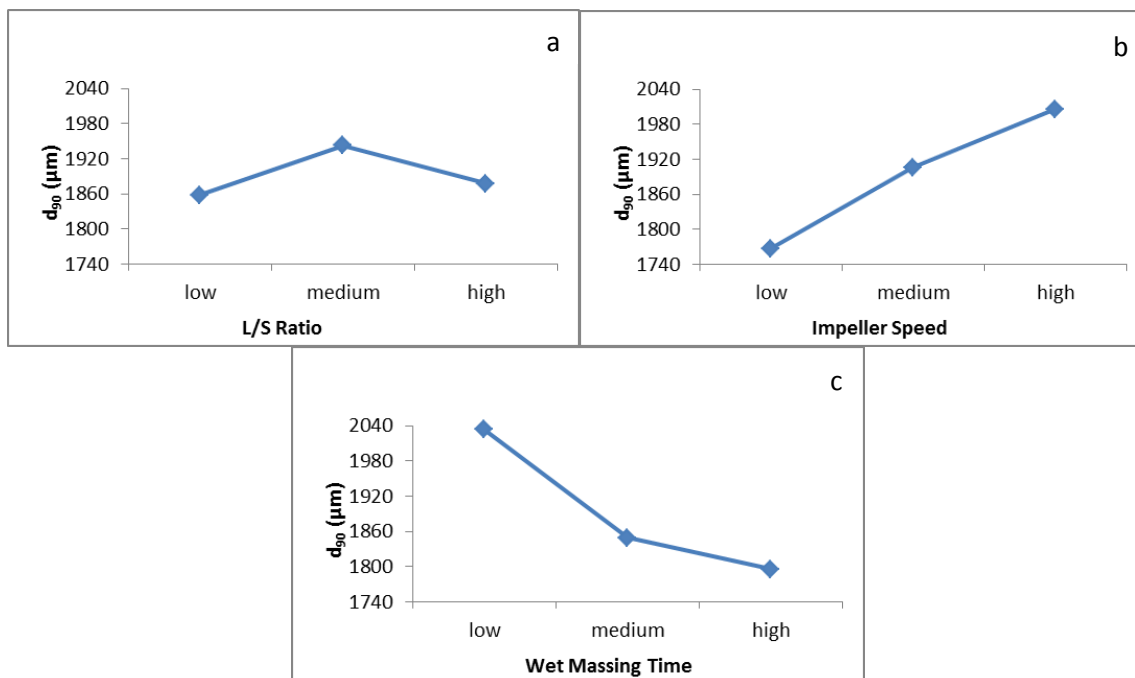 a
2040
1980
1920
1860
1800
1740
d90 (µm)
low medium high
L/S Ratio
b
2040
1980
1920
1860
1800
1740
d90 (µm)
low medium high
Impeller Speed
c
2040
1980
1920
1860
1800
1740
d90 (µm)
low medium high
Wet Massing Time